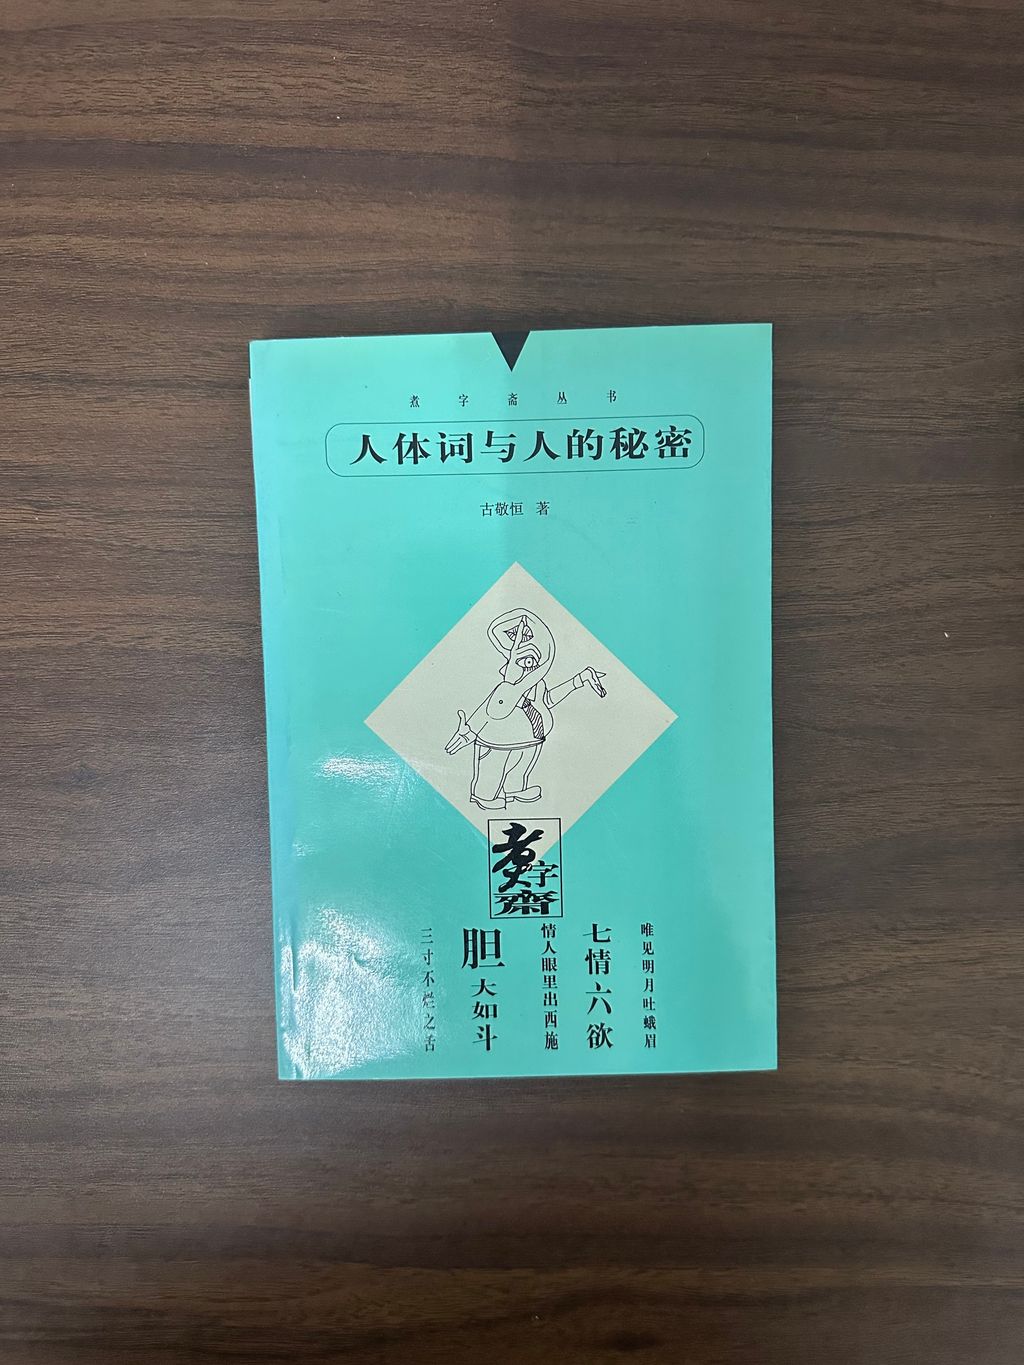 煮字斋丛书
人体词与人的秘密
古敬恒 著
煮字齋
唯见明月吐蛾眉
七情六欲
情人眼里出西施
胆大如斗
三寸不烂之舌